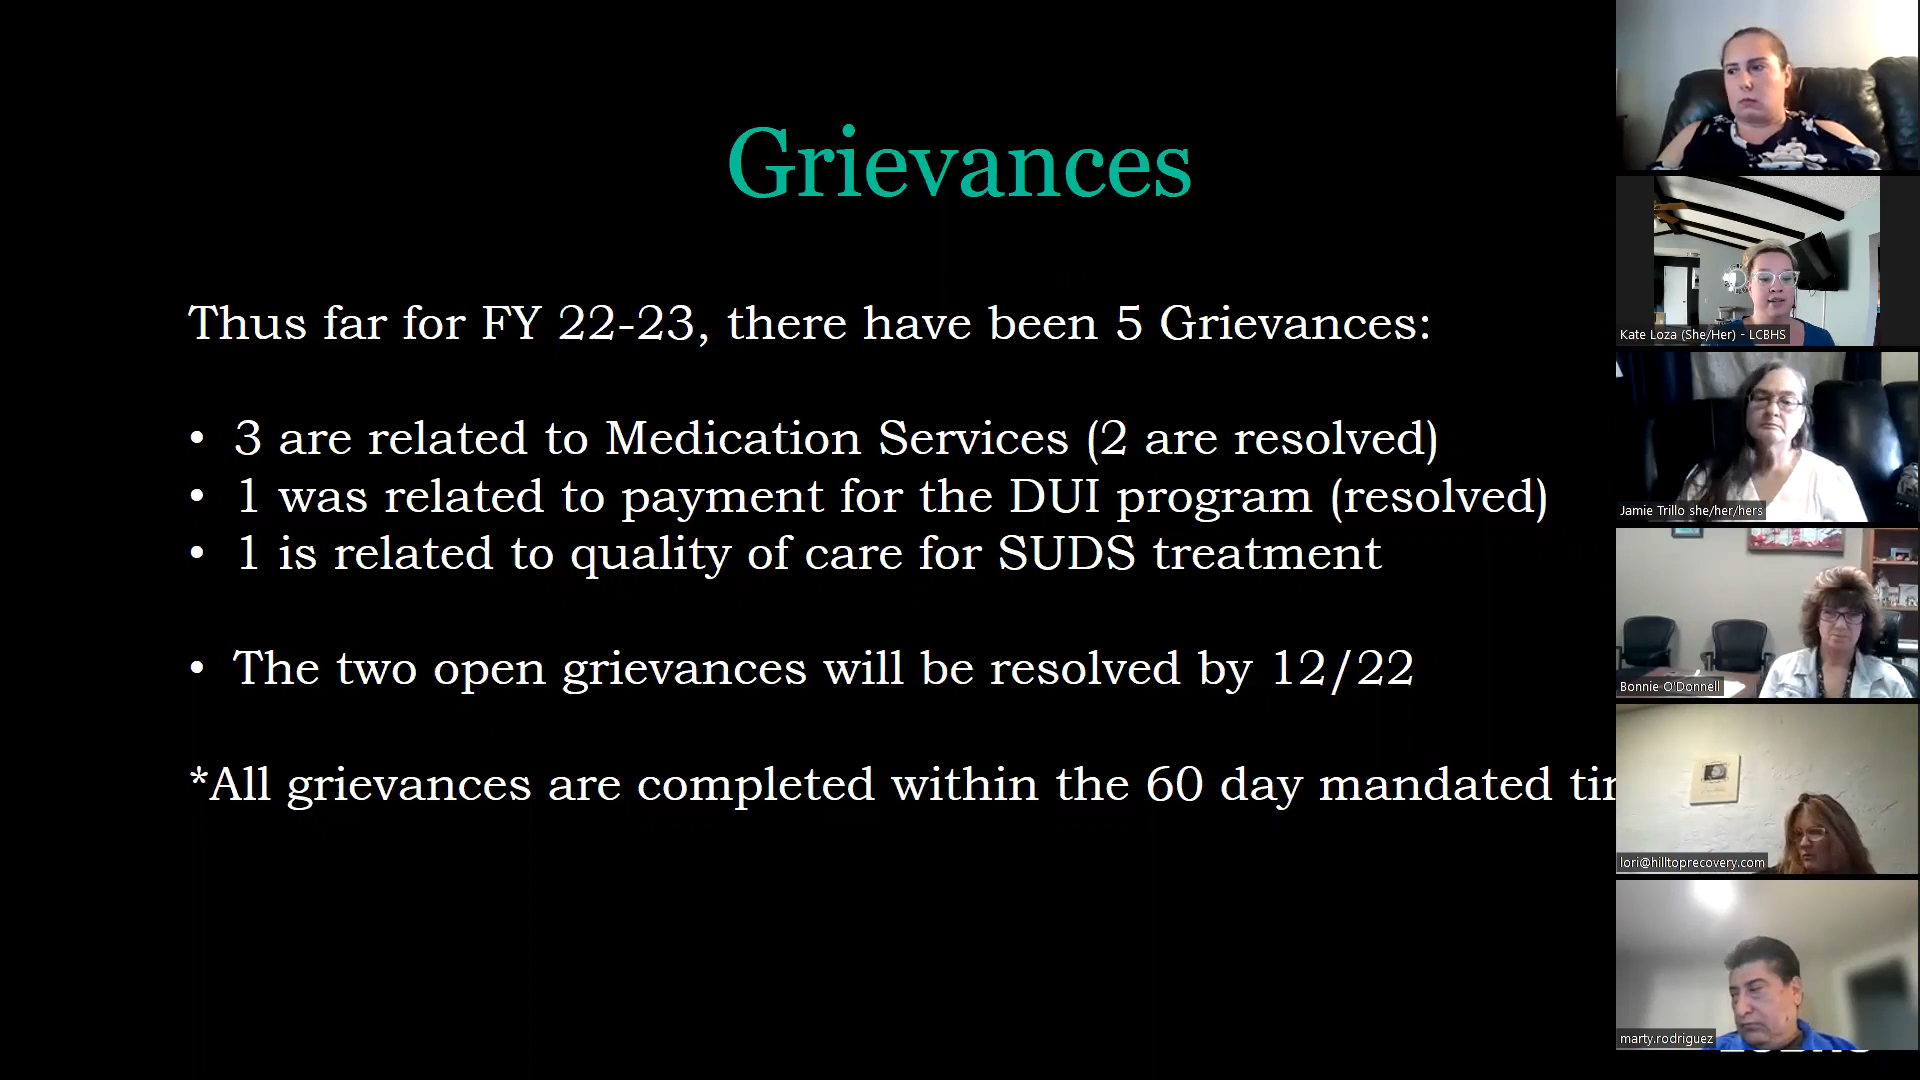 Grievances
Thus far for FY 22-23, there have been 5 Grievances:
• 3 are related to Medication Services (2 are resolved)
• 1 was related to payment for the DUI program (resolved)
• 1 is related to quality of care for SUDS treatment
• The two open grievances will be resolved by 12/22
*All grievances are completed within the 60 day mandated
Kate Loza (She/Her) - LCBHS
Jamie Trillo she/her/hers
Bonnie O'Donnell
lori@hilltoprecovery.com
marty.rodriguez